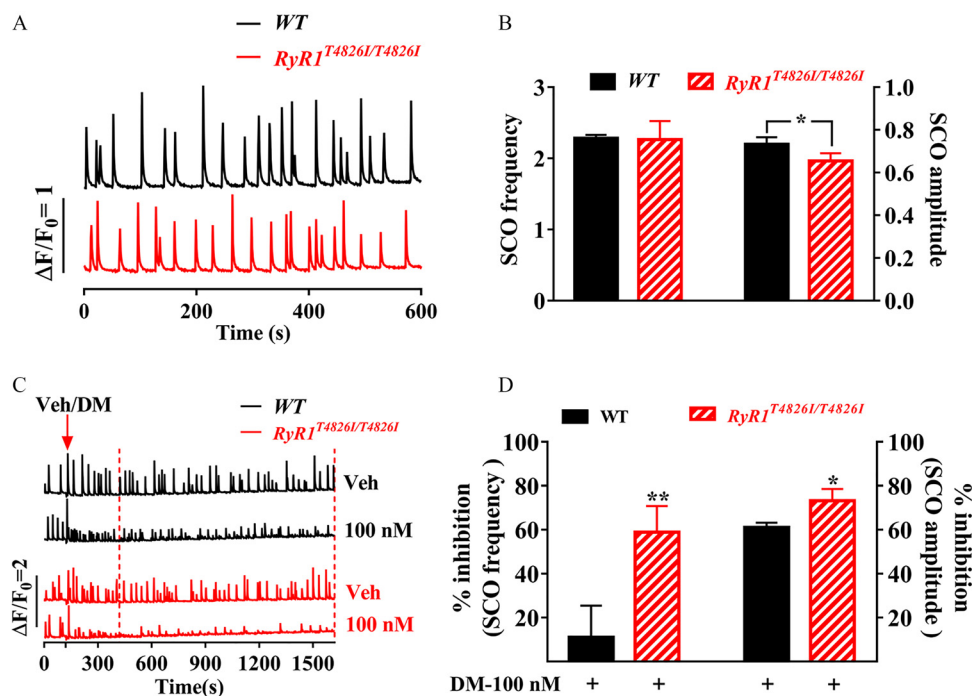 A
WT
RyR1T4826I/T4826I
ΔF/F0= 1
0 200 400 600
Time (s)
B
WT RyR1T4826I/T4826I
SCO frequency
3
2
1
0
*
1.0
0.8
0.6
0.4
0.2
0.0
SCO amplitude
C
Veh/DM
WT
RyR1T4826I/T4826I
Veh
100 nM
Veh
100 nM
ΔF/F0=2
0 300 600 900 1200 1500
Time(s)
D
WT RyR1T4826I/T4826I
% inhibition
(SCO frequency )
100
80
60
40
20
** *
100
80
60
40
20
% inhibition
(SCO amplitude )
DM-100 nM + + + +